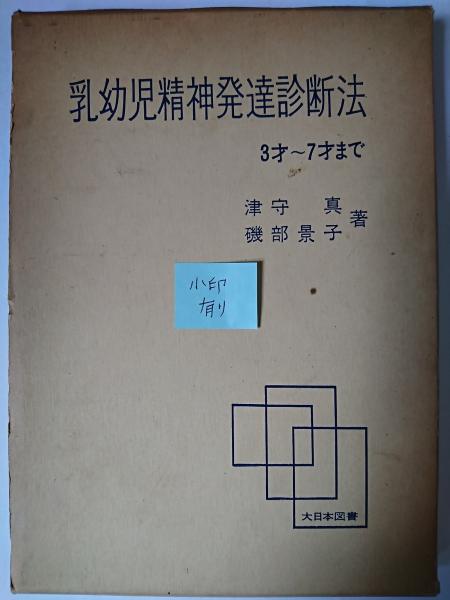 乳幼児精神発達診断法
3才～7才まで
津守 真
磯部景子 著
小印
有り
大日本図書